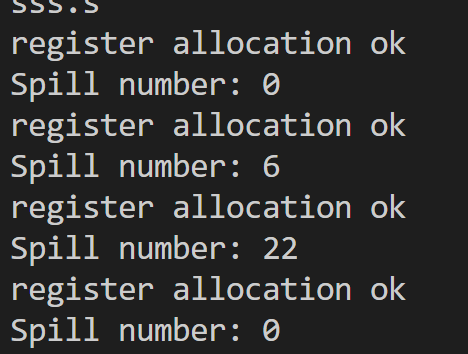 sss.s
register allocation ok
Spill number: 0
register allocation ok
Spill number: 6
register allocation ok
Spill number: 22
register allocation ok
Spill number: 0